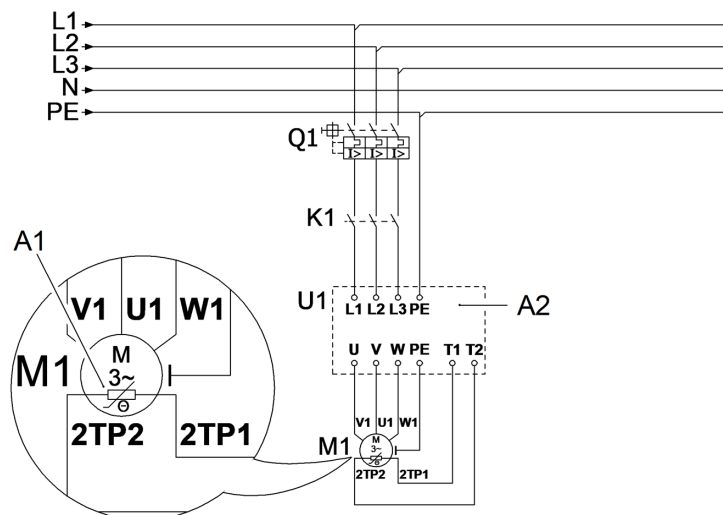 L1
L2
L3
N
PE
Q1
I> I> I>
K1
A1
U1
L1 L2 L3 PE
A2
V1 U1 W1
U V W PE T1 T2
M1
M
3~
Θ
2TP2 2TP1
V1 U1 W1
M1
M
3~
Θ
2TP2 2TP1